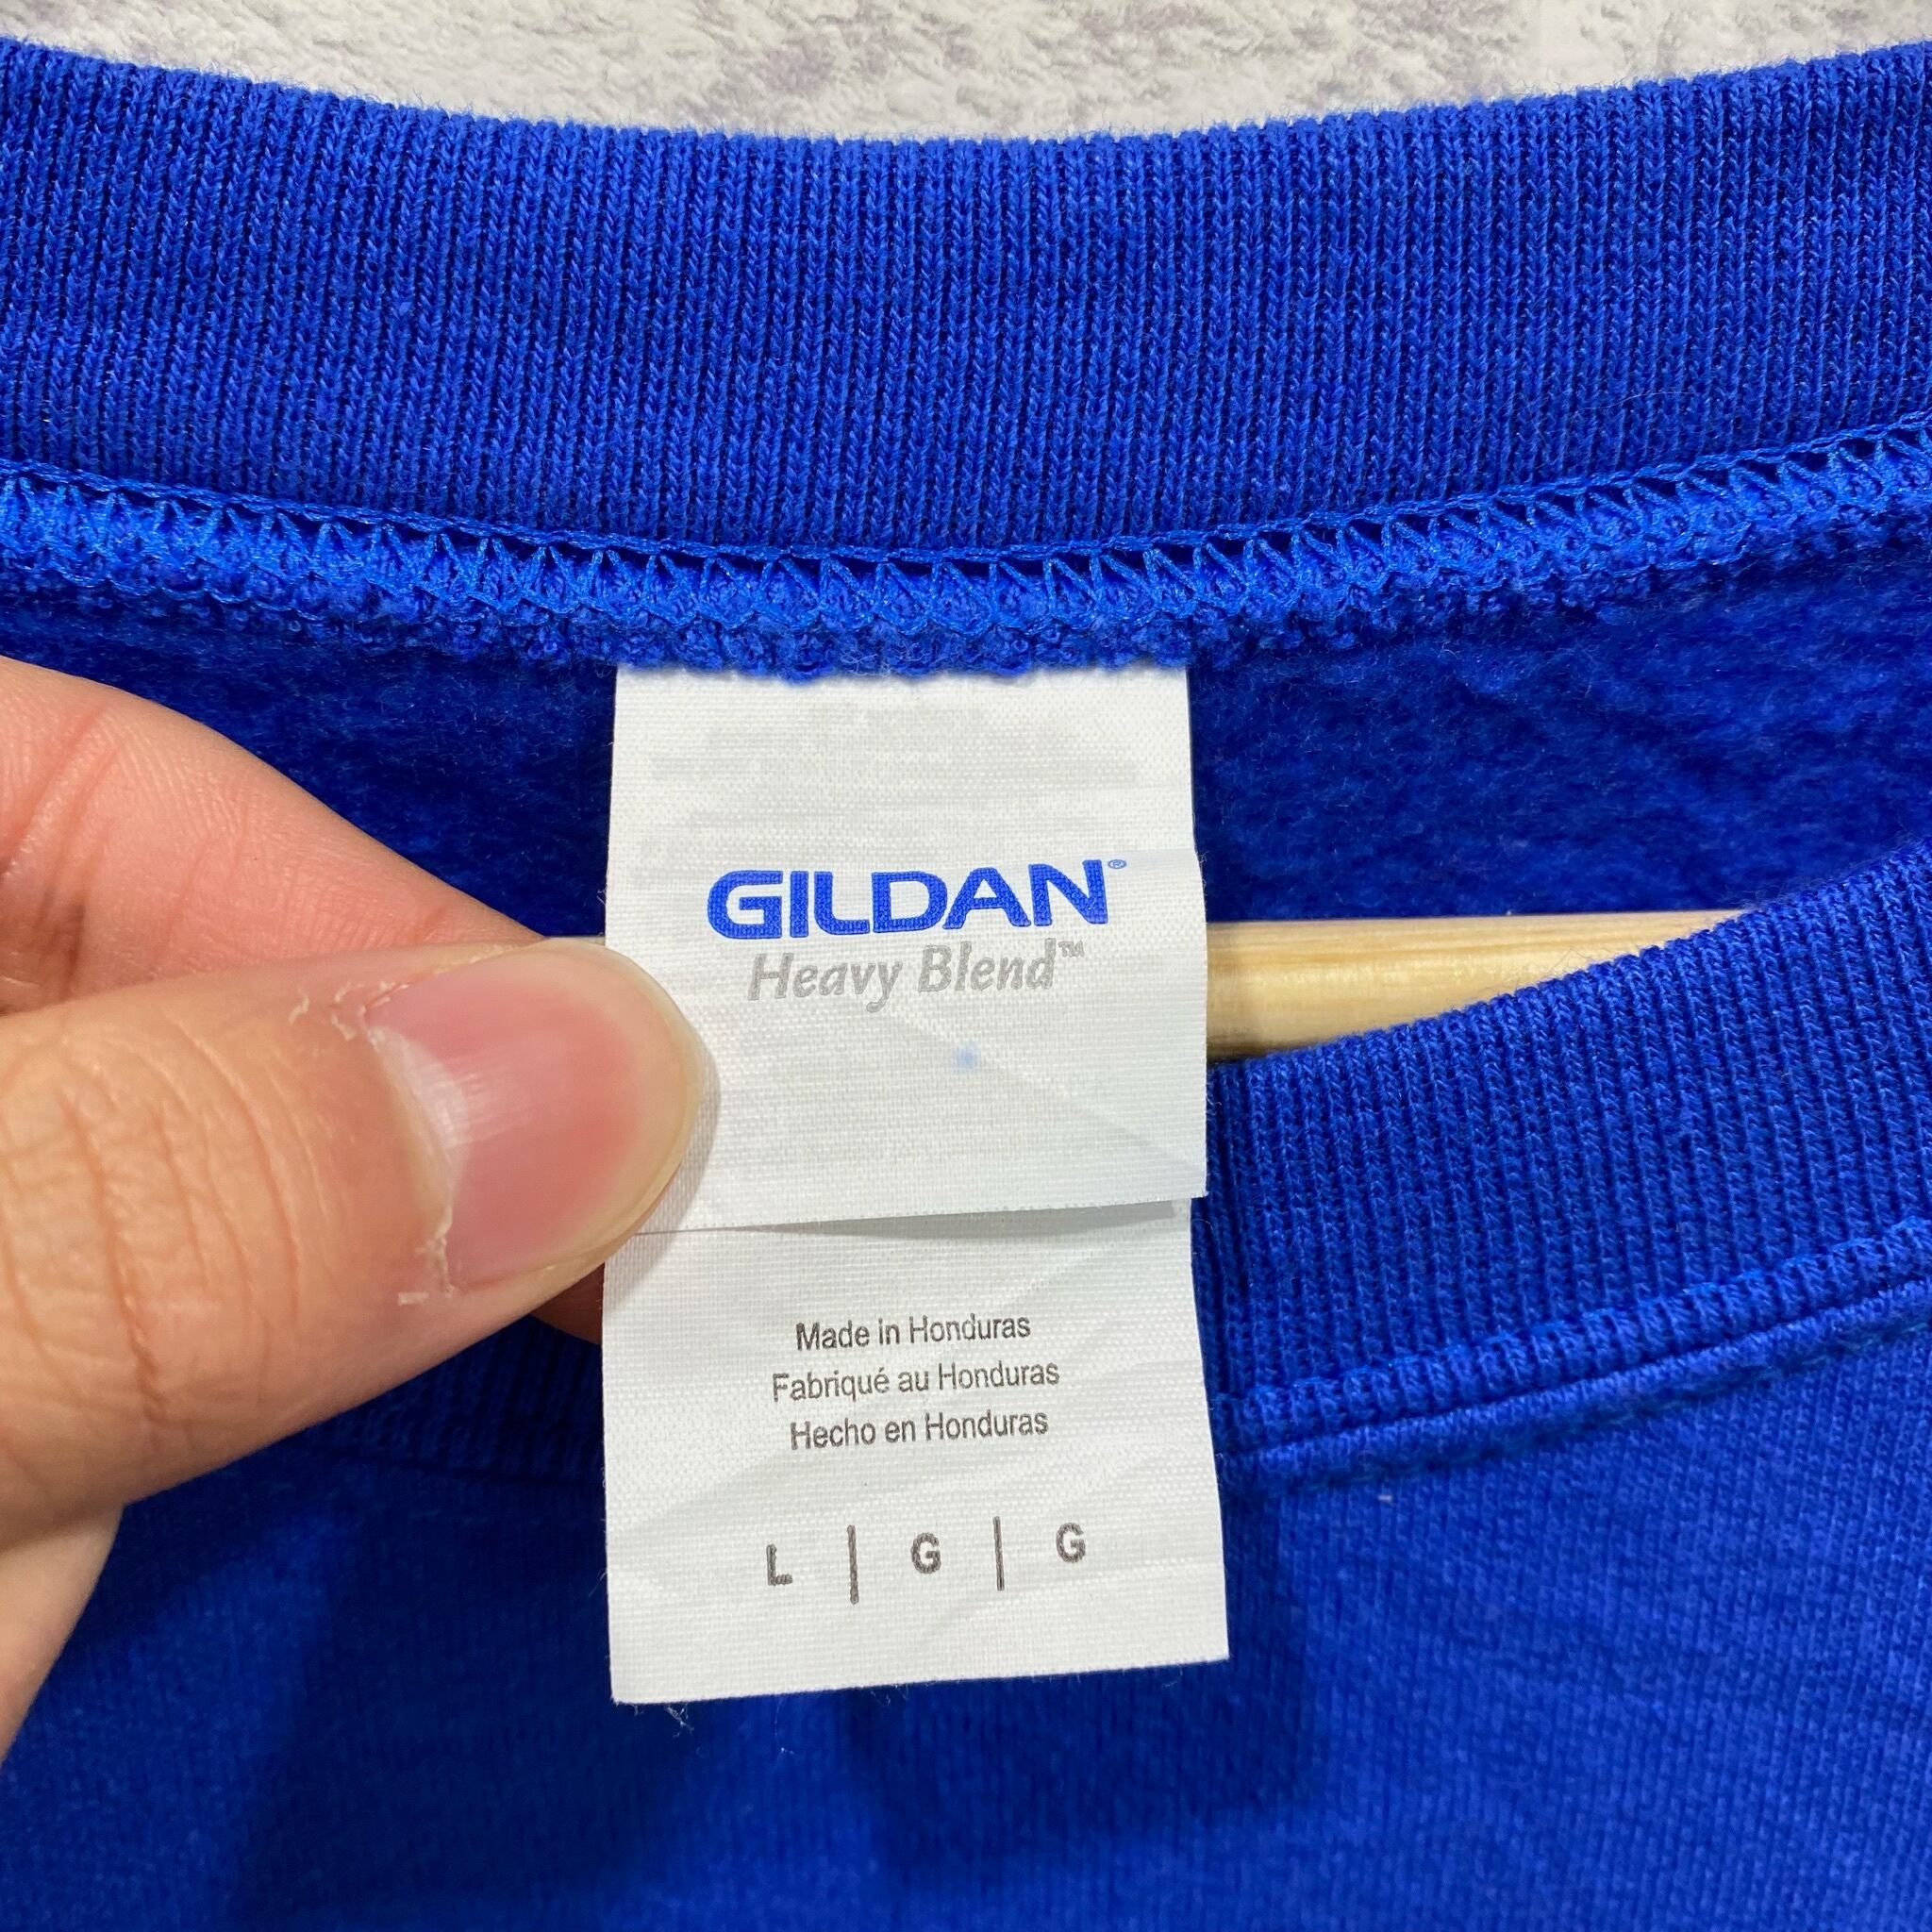 GILDAN®
Heavy Blend™
Made in Honduras
Fabriqué au Honduras
Hecho en Honduras
L | G | G